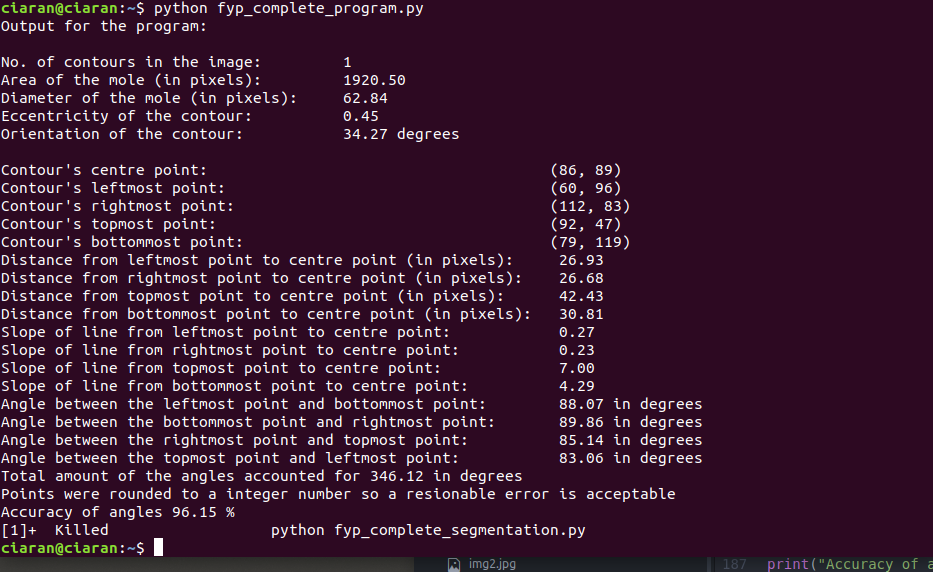 ciaran@ciaran:~$ python fyp_complete_program.py
Output for the program:
No. of contours in the image: 1
Area of the mole (in pixels): 1920.50
Diameter of the mole (in pixels): 62.84
Eccentricity of the contour: 0.45
Orientation of the contour: 34.27 degrees
Contour's centre point: (86, 89)
Contour's leftmost point: (60, 96)
Contour's rightmost point: (112, 83)
Contour's topmost point: (92, 47)
Contour's bottommost point: (79, 119)
Distance from leftmost point to centre point (in pixels): 26.93
Distance from rightmost point to centre point (in pixels): 26.68
Distance from topmost point to centre point (in pixels): 42.43
Distance from bottommost point to centre point (in pixels): 30.81
Slope of line from leftmost point to centre point: 0.27
Slope of line from rightmost point to centre point: 0.23
Slope of line from topmost point to centre point: 7.00
Slope of line from bottommost point to centre point: 4.29
Angle between the leftmost point and bottommost point: 88.07 in degrees
Angle between the bottommost point and rightmost point: 89.86 in degrees
Angle between the rightmost point and topmost point: 85.14 in degrees
Angle between the topmost point and leftmost point: 83.06 in degrees
Total amount of the angles accounted for 346.12 in degrees
Points were rounded to a integer number so a resionable error is acceptable
Accuracy of angles 96.15 %
[1]+ Killed python fyp_complete_segmentation.py
ciaran@ciaran:~$
img2.jpg 187 print("Accuracy of a